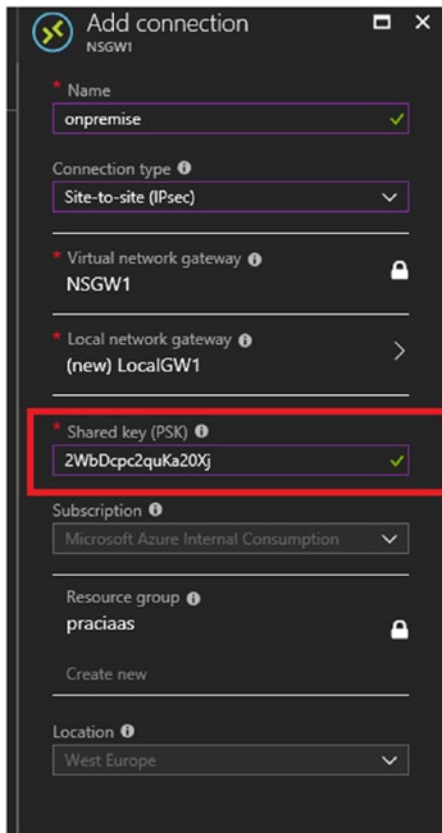 Add connection
NSGW1
* Name
onpremise
Connection type
Site-to-site (IPsec)
* Virtual network gateway
NSGW1
* Local network gateway
(new) LocalGW1
* Shared key (PSK)
2WbDcpc2quKa20Xj
Subscription
Microsoft Azure Internal Consumption
Resource group
praciaas
Create new
Location
West Europe